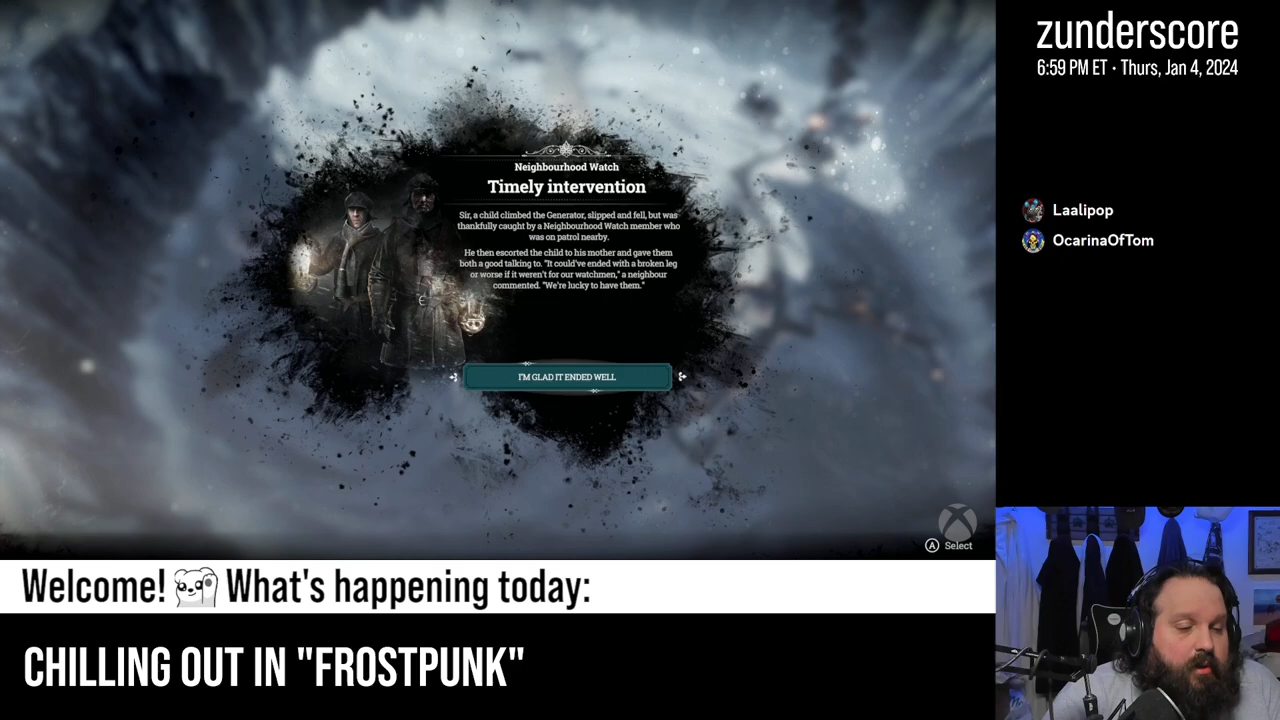 Neighbourhood Watch
Timely intervention
Sir, a child climbed the Generator, slipped and fell, but was
thankfully caught by a Neighbourhood Watch member who
was on patrol nearby.
He then escorted the child to his mother and gave them
both a good talking to. "It could've ended with a broken leg
or worse if it weren't for our watchmen," a neighbour
commented. "We're lucky to have them."
I'M GLAD IT ENDED WELL
A Select
zunderscore
6:59 PM ET · Thurs, Jan 4, 2024
Laalipop
OcarinaOfTom
Welcome! What's happening today:
CHILLING OUT IN "FROSTPUNK"